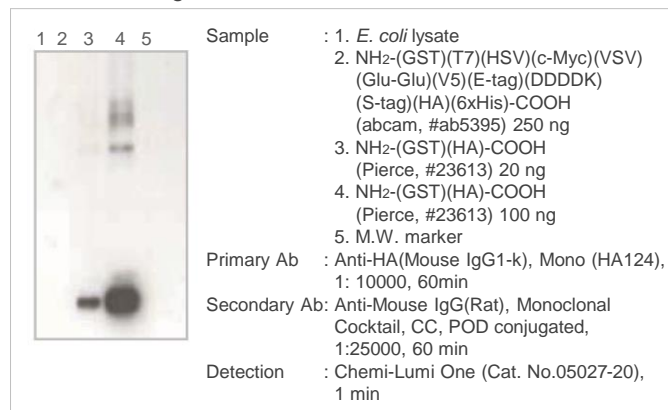 1 2 3 4 5
Sample : 1. E. coli lysate
2. NH2-(GST)(T7)(HSV)(c-Myc)(VSV)
(Glu-Glu)(V5)(E-tag)(DDDDK)
(S-tag)(HA)(6xHis)-COOH
(abcam, #ab5395) 250 ng
3. NH2-(GST)(HA)-COOH
(Pierce, #23613) 20 ng
4. NH2-(GST)(HA)-COOH
(Pierce, #23613) 100 ng
5. M.W. marker
Primary Ab : Anti-HA(Mouse IgG1-k), Mono (HA124),
1: 10000, 60min
Secondary Ab: Anti-Mouse IgG(Rat), Monoclonal
Cocktail, CC, POD conjugated,
1:25000, 60 min
Detection : Chemi-Lumi One (Cat. No.05027-20),
1 min